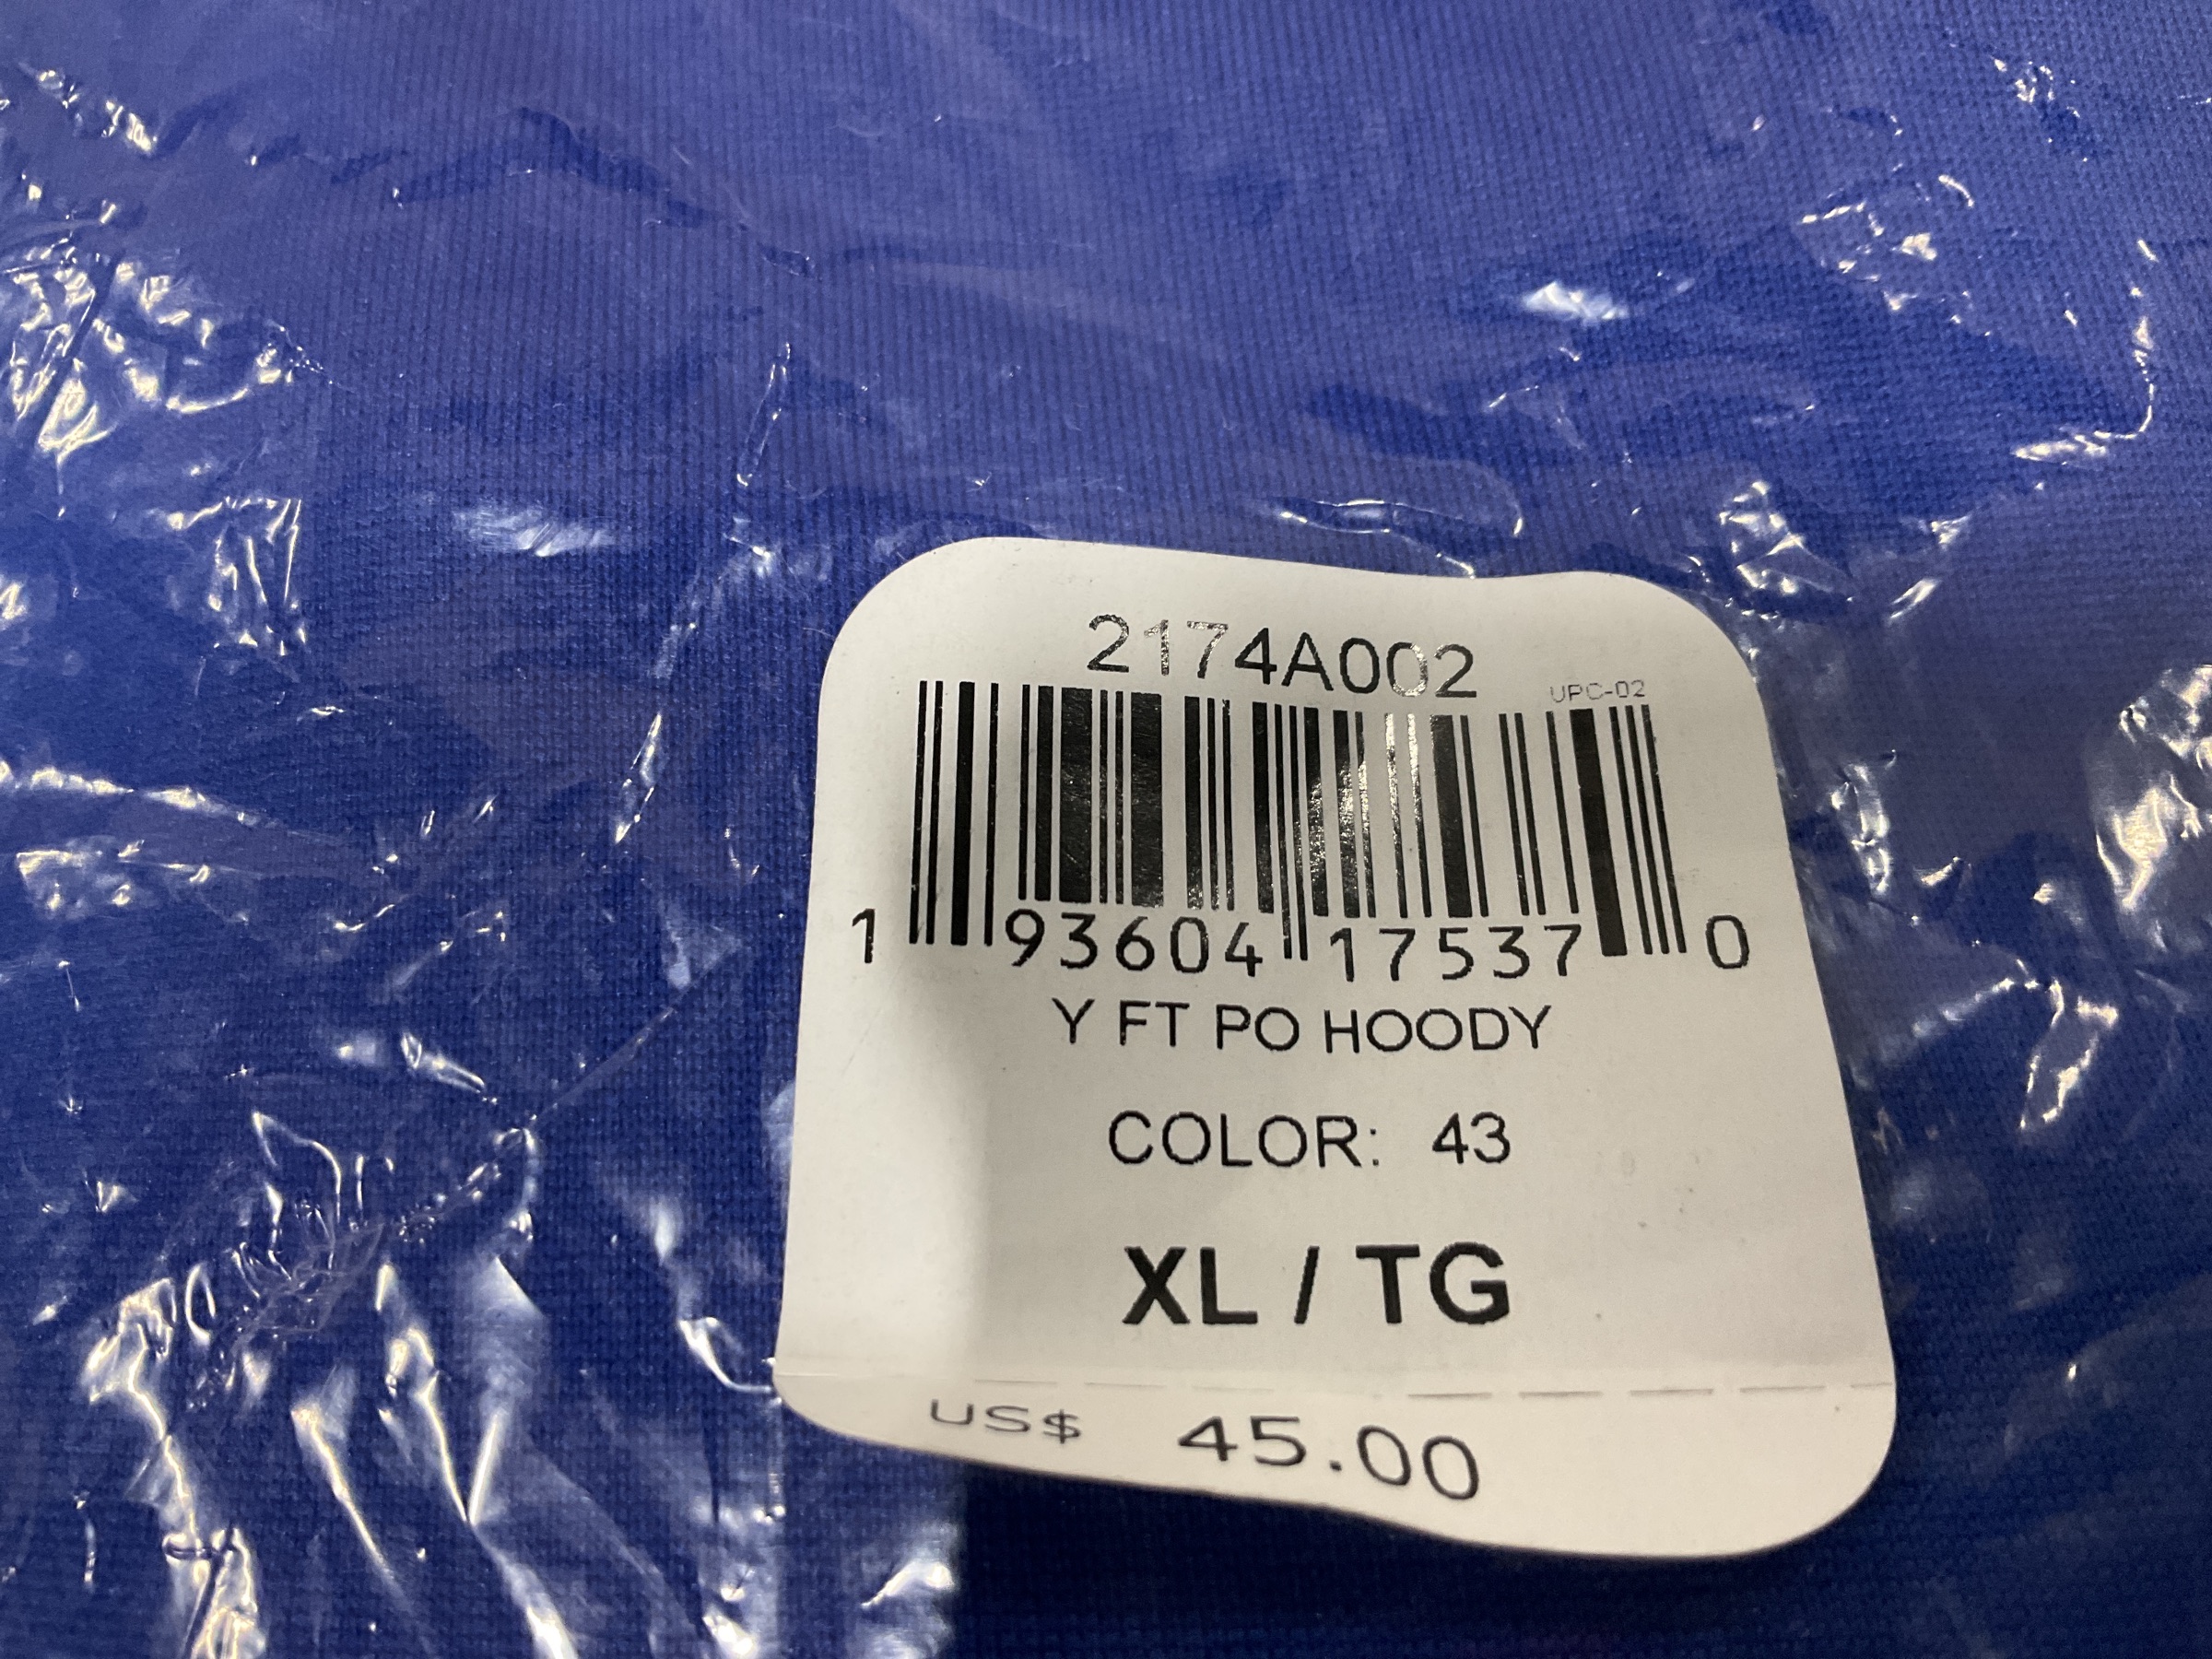 2174A002
UPC-02
1 93604 17537 0
Y FT PO HOODY
COLOR: 43
XL / TG
US$ 45.00